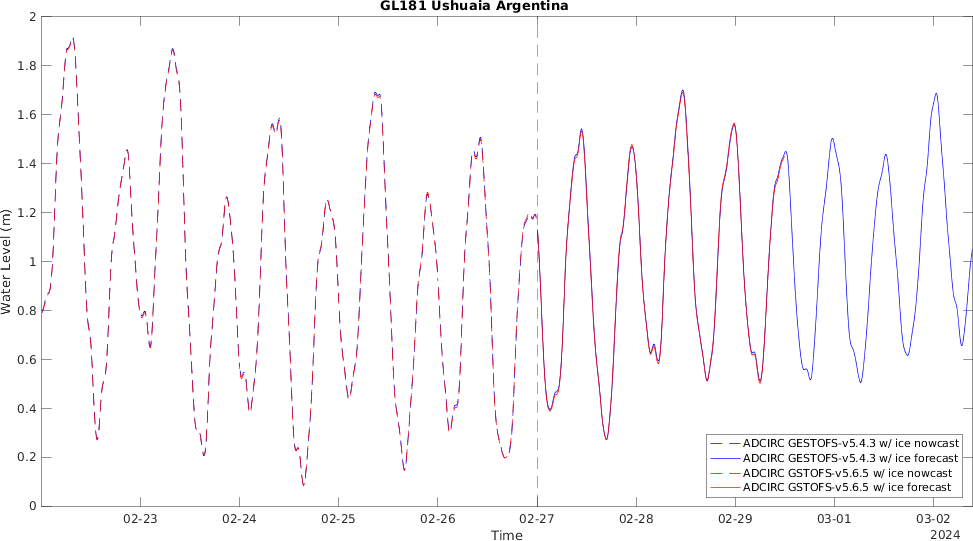 GL181 Ushuaia Argentina
2
1.8
1.6
1.4
1.2
1
0.8
0.6
0.4
0.2
0
Water Level (m)
ADCIRC GESTOFS-v5.4.3 w/ ice nowcast
ADCIRC GESTOFS-v5.4.3 w/ ice forecast
ADCIRC GSTOFS-v5.6.5 w/ ice nowcast
ADCIRC GSTOFS-v5.6.5 w/ ice forecast
02-23 02-24 02-25 02-26 02-27 02-28 02-29 03-01 03-02
Time 2024